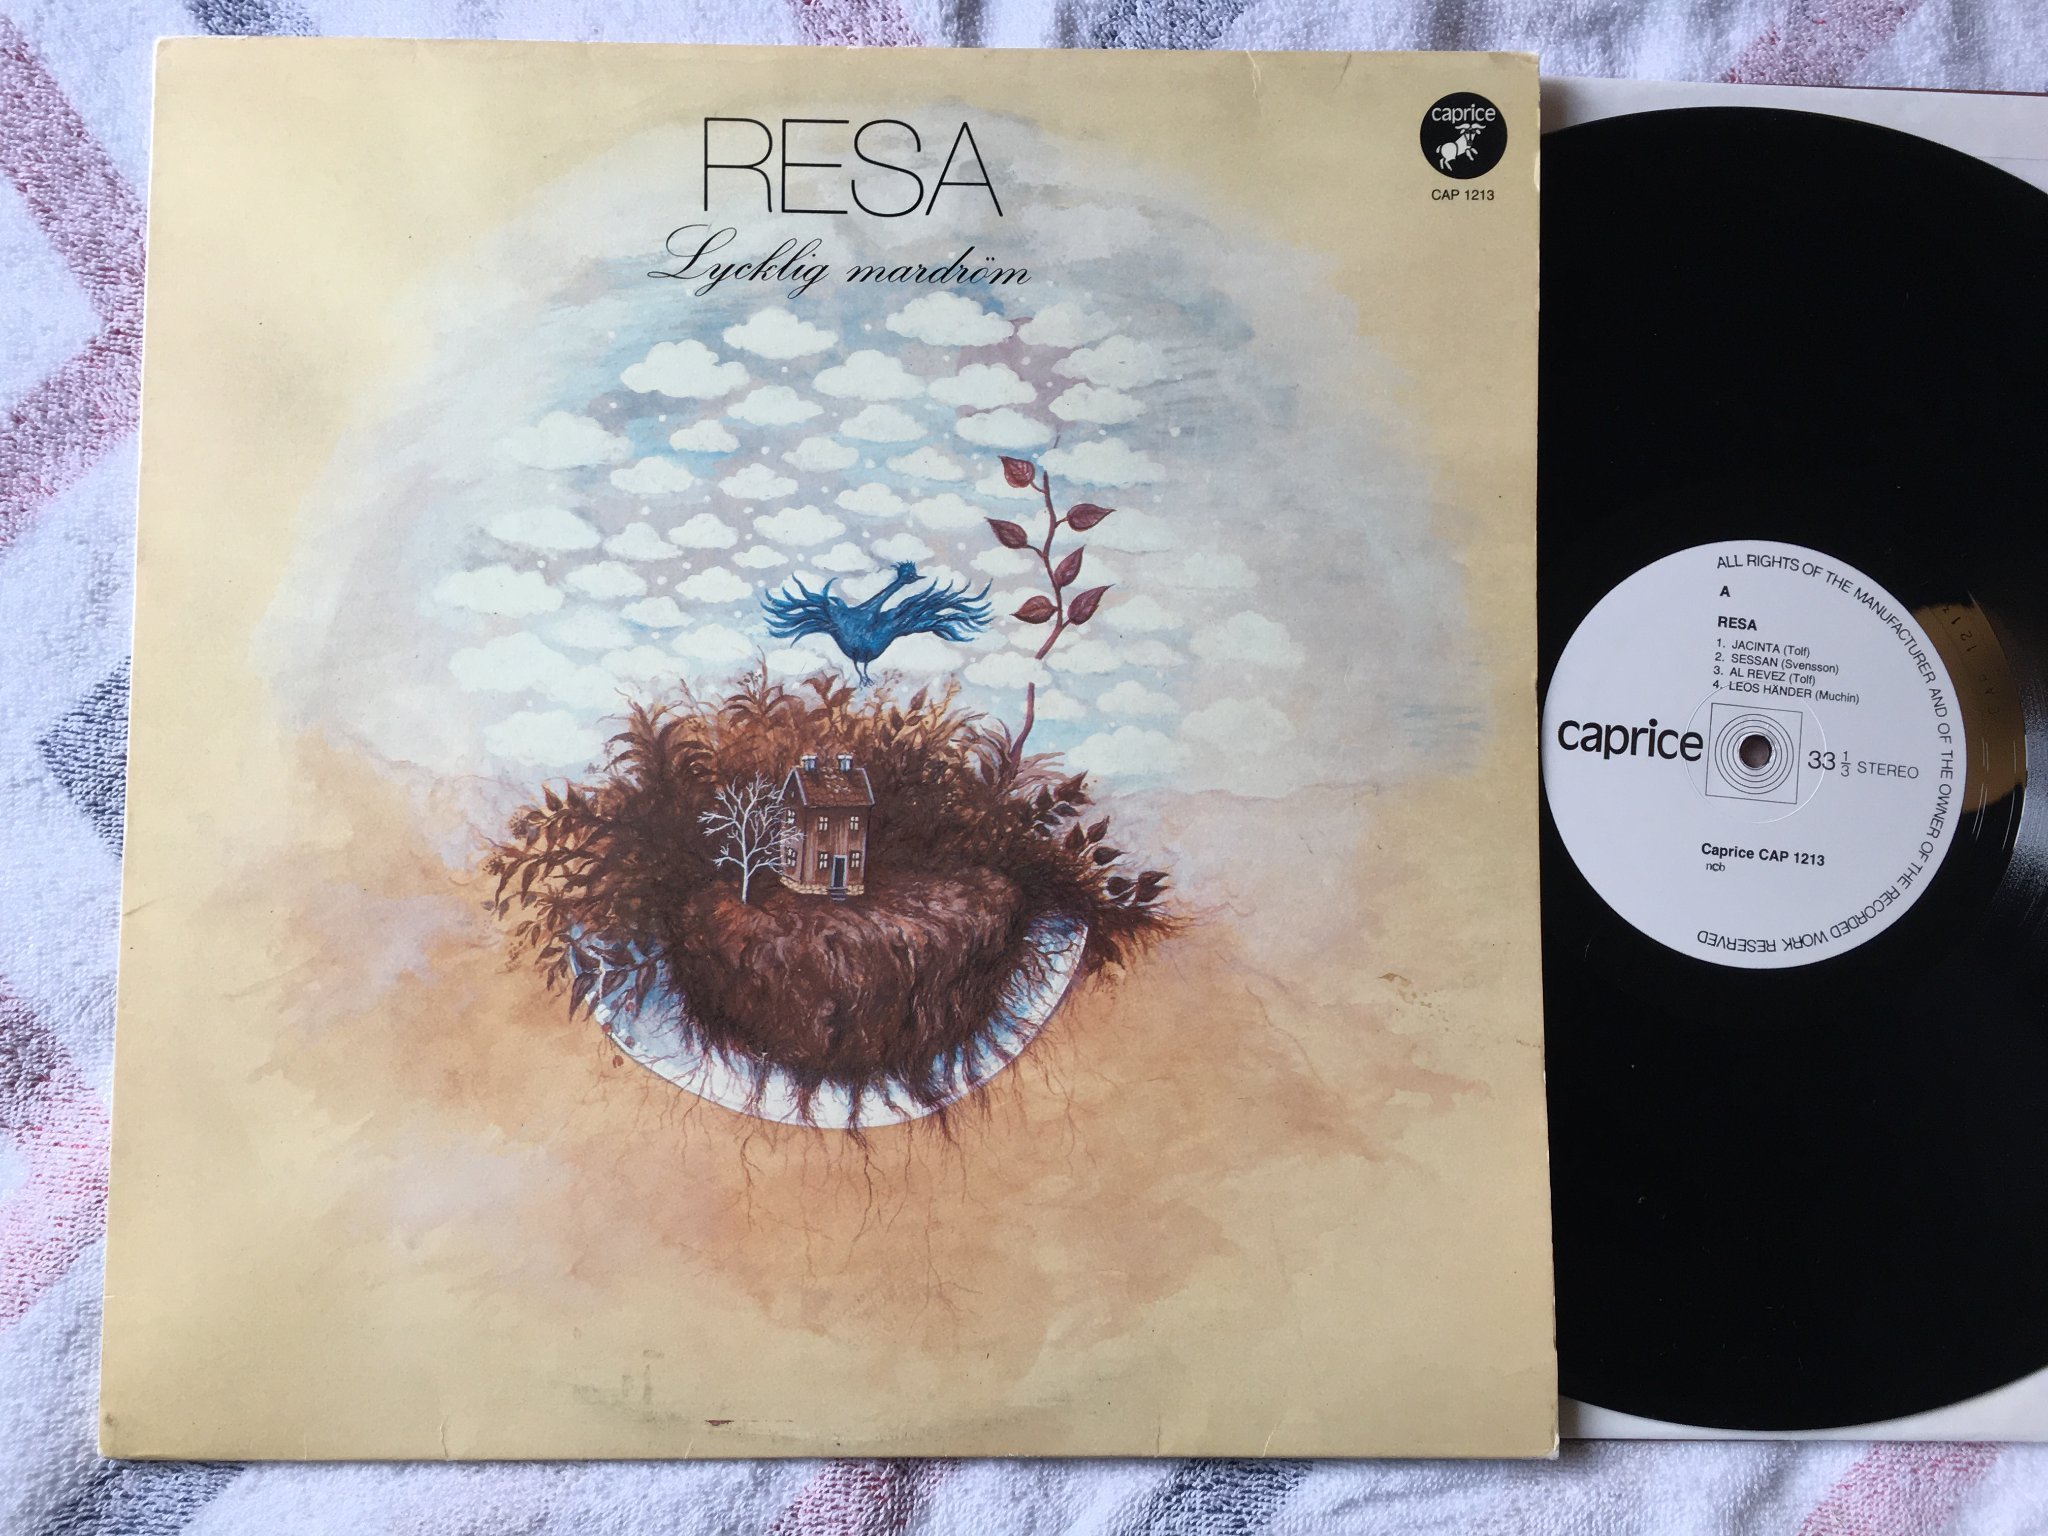 RESA
Lycklig mardröm
caprice
CAP 1213
ALL RIGHTS OF THE MANUFACTURER AND OF THE OWNER OF THE RECORDED WORK RESERVED
A
RESA
1. JACINTA (Tolf)
2. SESSAN (Svensson)
3. AL REVEZ (Tolf)
4. LEOS HÄNDER (Muchin)
caprice
33 1/3 STEREO
Caprice CAP 1213
ncb